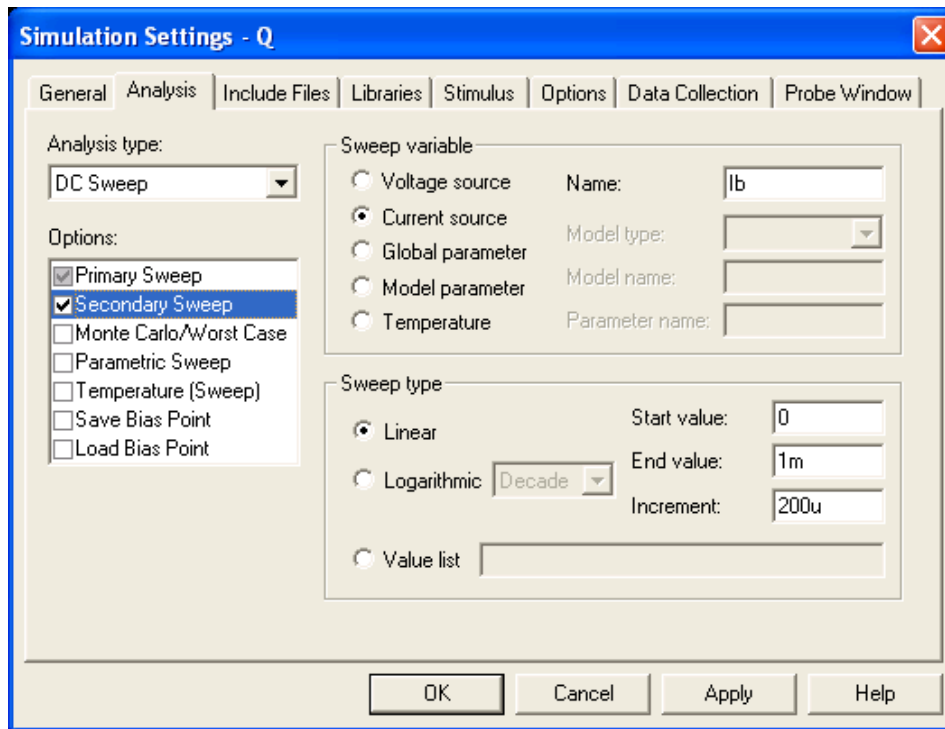 Simulation Settings - Q
General Analysis Include Files Libraries Stimulus Options Data Collection Probe Window
Analysis type:
DC Sweep
Options:
Primary Sweep
Secondary Sweep
Monte Carlo/Worst Case
Parametric Sweep
Temperature (Sweep)
Save Bias Point
Load Bias Point
Sweep variable
Voltage source
Current source
Global parameter
Model parameter
Temperature
Name: Ib
Model type:
Model name:
Parameter name:
Sweep type
Linear
Logarithmic Decade
Value list
Start value: 0
End value: 1m
Increment: 200u
OK Cancel Apply Help